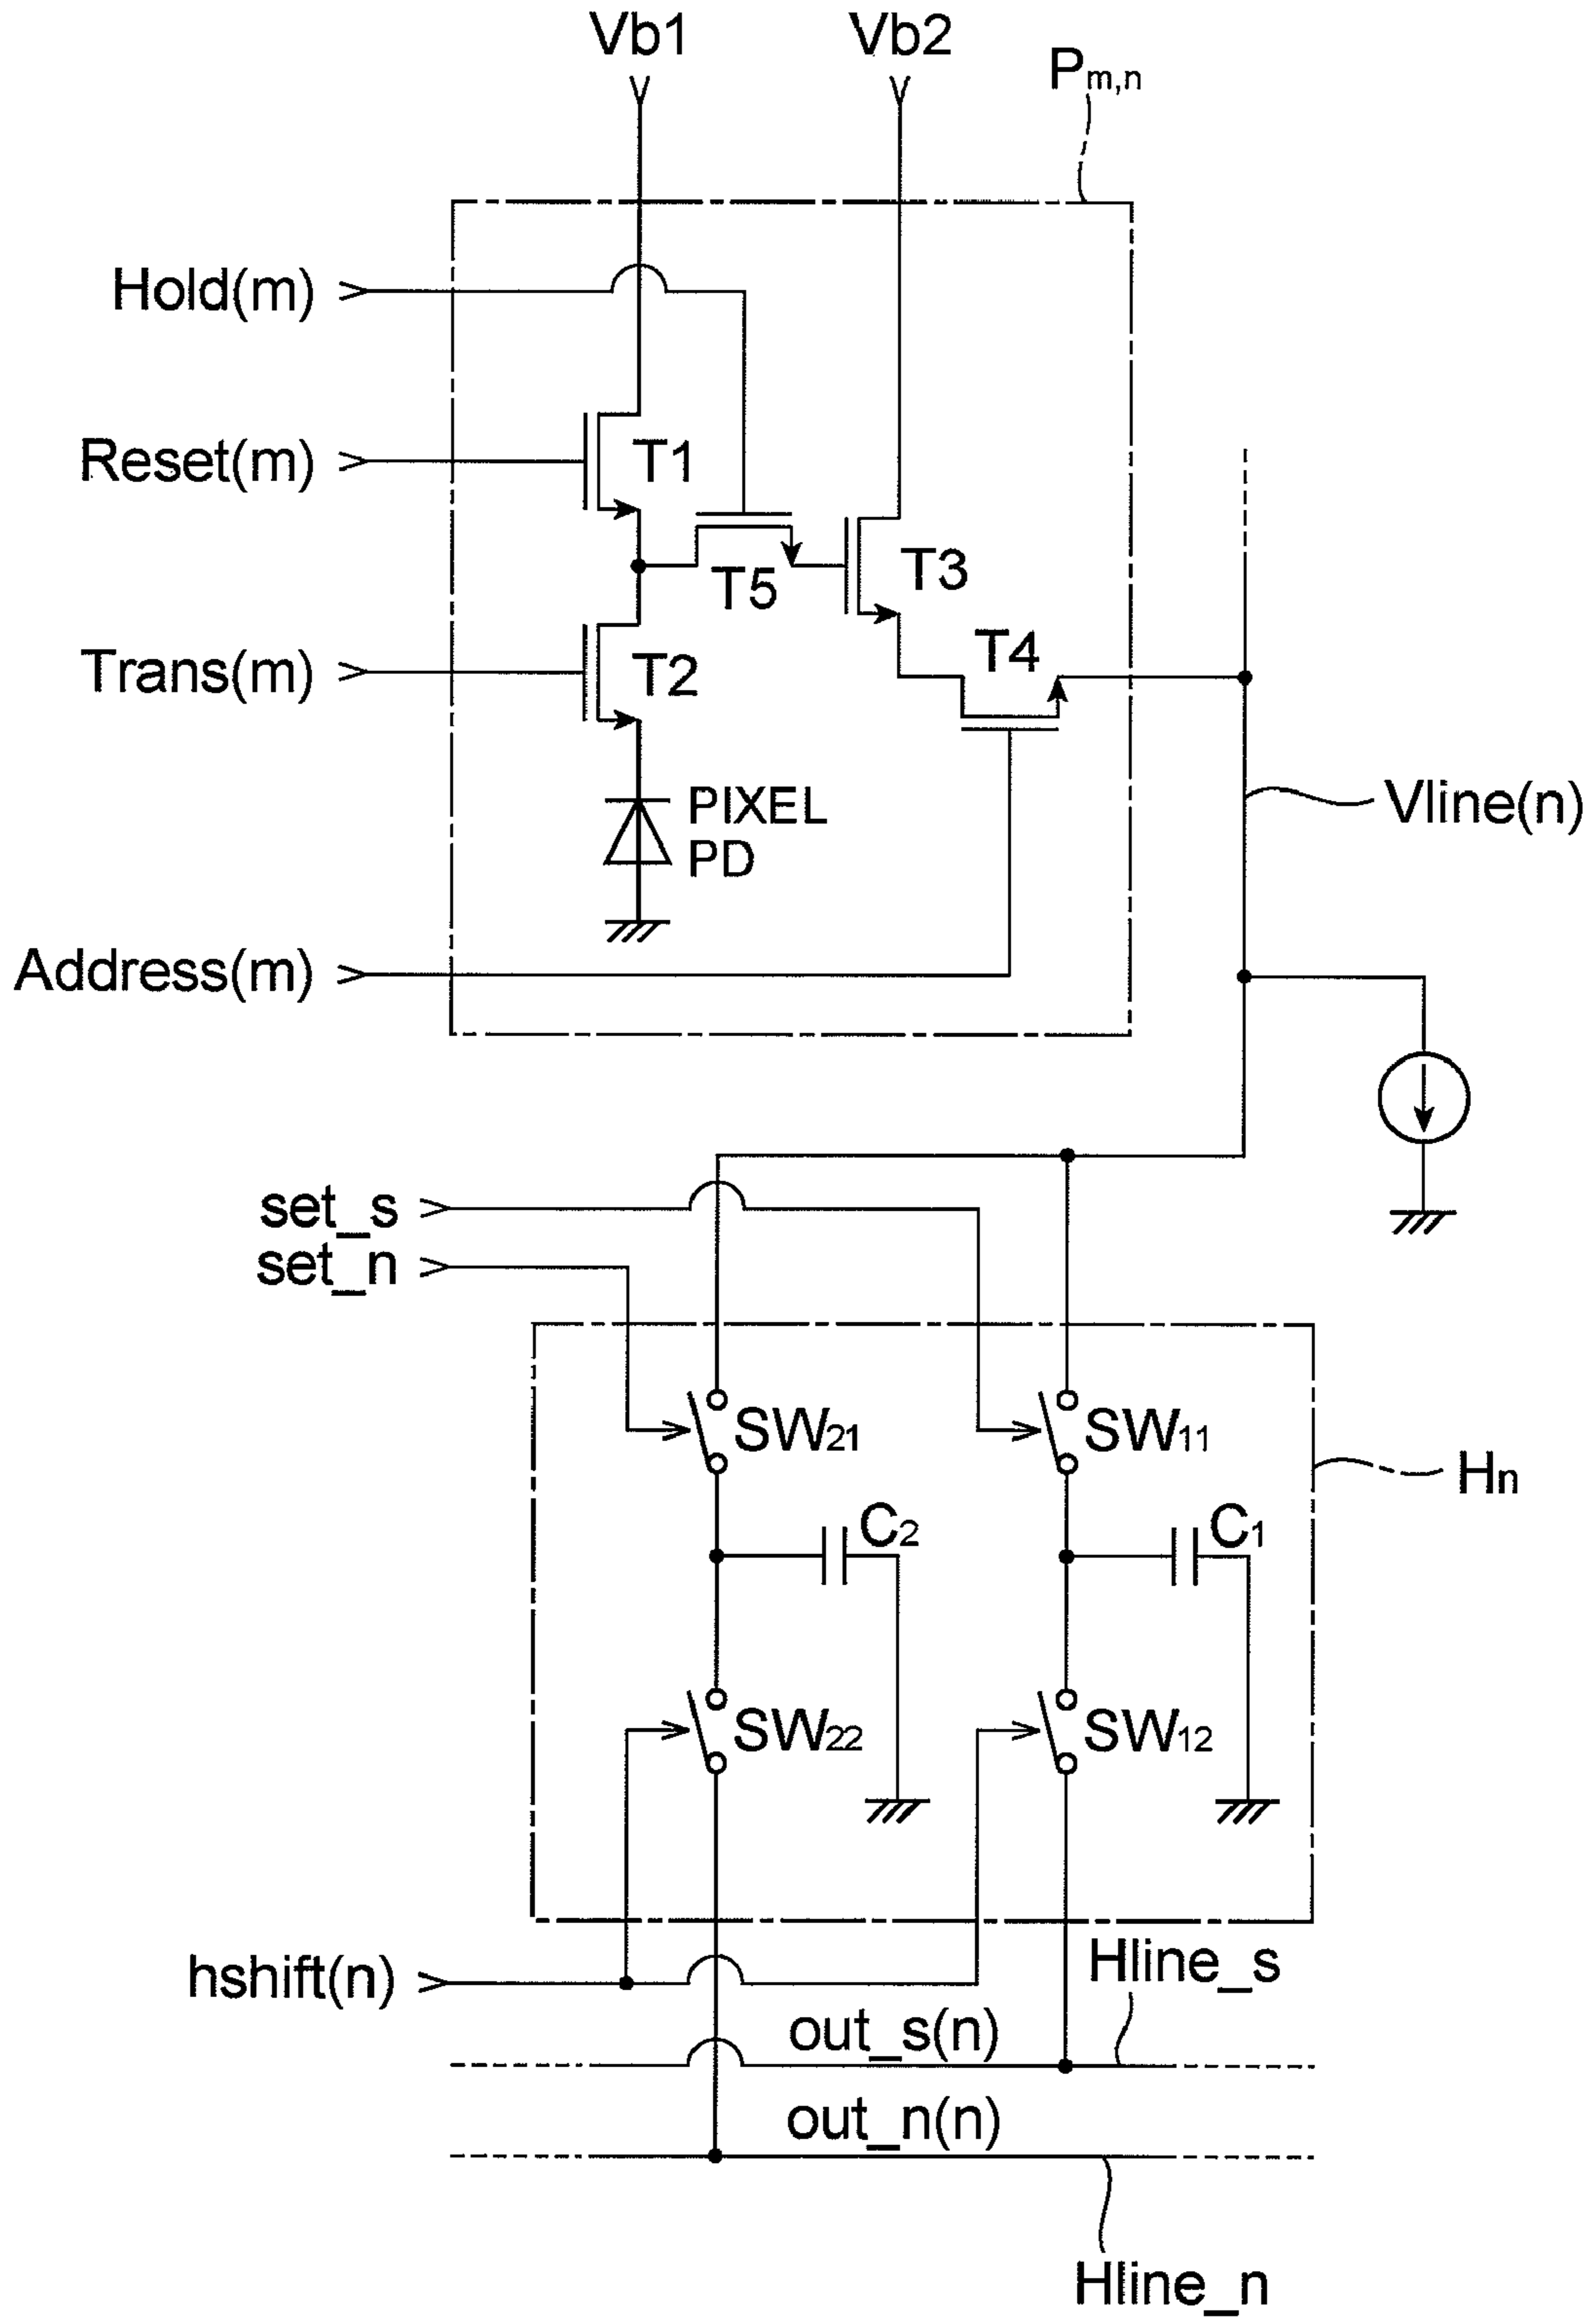 Vb1 Vb2
Pm,n
Hold(m)
Reset(m)
T1
T5
T3
Trans(m)
T2
T4
PIXEL
PD
Vline(n)
Address(m)
set_s
set_n
SW21
SW11
Hn
C2
C1
SW22
SW12
hshift(n)
Hline_s
out_s(n)
out_n(n)
Hline_n